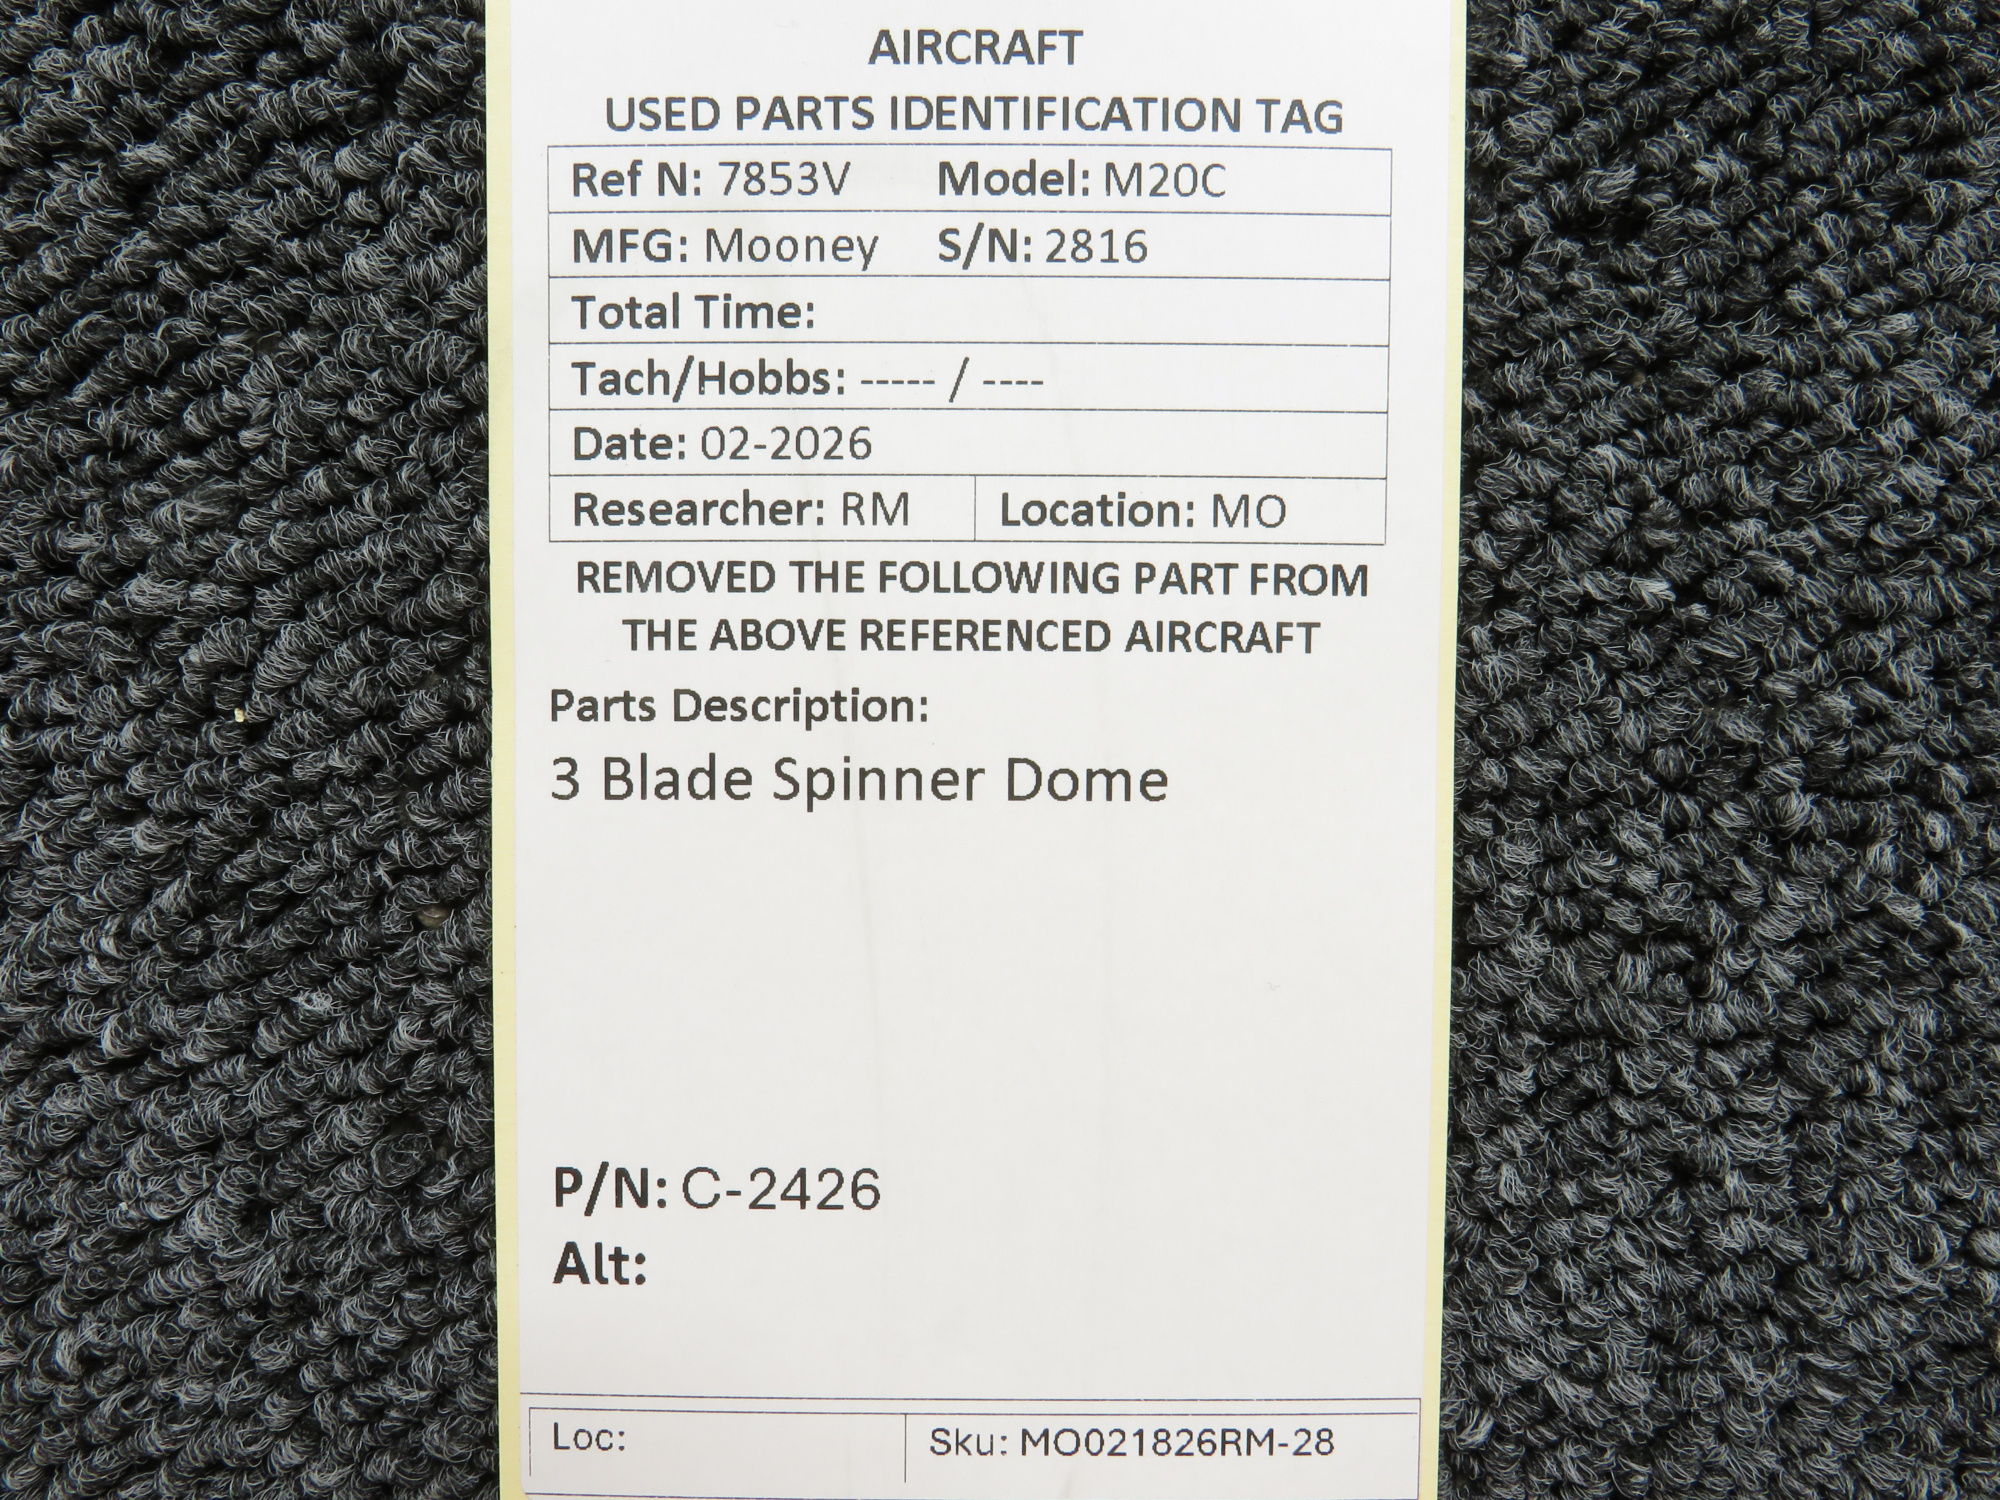 AIRCRAFT
USED PARTS IDENTIFICATION TAG
Ref N: 7853V Model: M20C
MFG: Mooney S/N: 2816
Total Time:
Tach/Hobbs: ----- / ----
Date: 02-2026
Researcher: RM Location: MO
REMOVED THE FOLLOWING PART FROM
THE ABOVE REFERENCED AIRCRAFT
Parts Description:
3 Blade Spinner Dome
P/N: C-2426
Alt:
Loc: Sku: MO021826RM-28